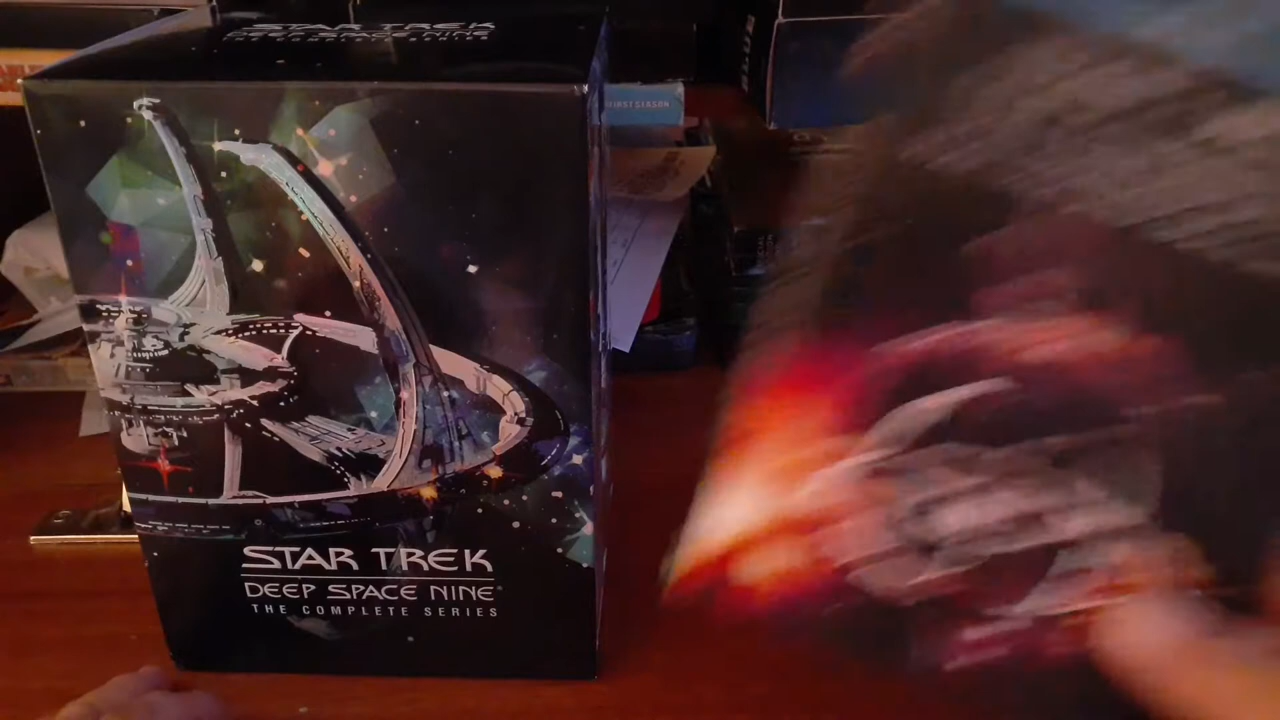 STAR TREK
DEEP SPACE NINE
THE COMPLETE SERIES
FIRST SEASON
STAR TREK
DEEP SPACE NINE
THE COMPLETE SERIES